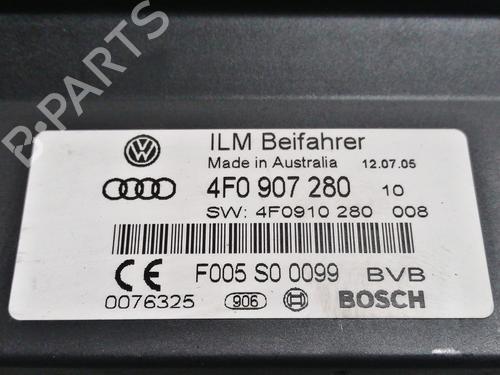 B-PARTS
ILM Beifahrer
Made in Australia 12.07.05
4F0 907 280 10
SW: 4F0910 280 008
CE F005 S0 0099 BVB
0076325 906 BOSCH